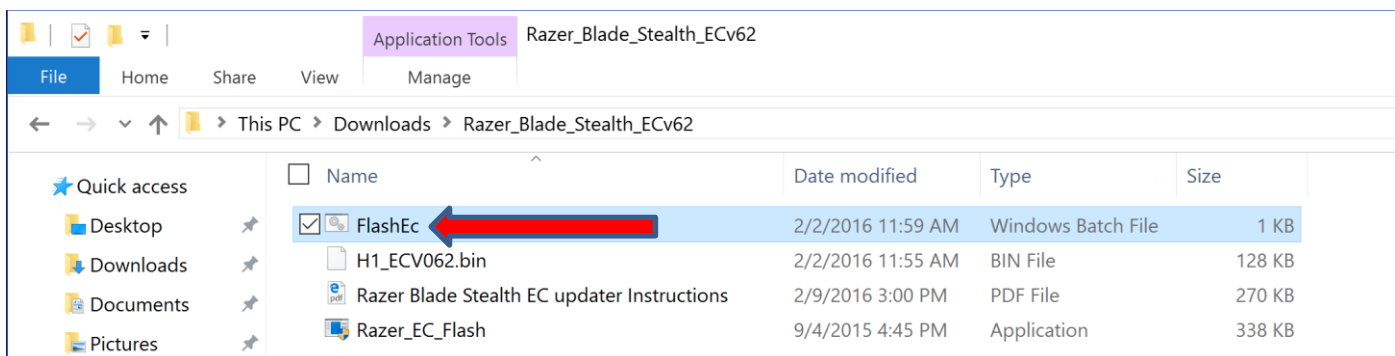 Application Tools Razer_Blade_Stealth_ECv62
File Home Share View Manage
This PC > Downloads > Razer_Blade_Stealth_ECv62
Quick access
Desktop
Downloads
Documents
Pictures
Name Date modified Type Size
FlashEc 2/2/2016 11:59 AM Windows Batch File 1 KB
H1_ECV062.bin 2/2/2016 11:55 AM BIN File 128 KB
Razer Blade Stealth EC updater Instructions 2/9/2016 3:00 PM PDF File 270 KB
Razer_EC_Flash 9/4/2015 4:45 PM Application 338 KB